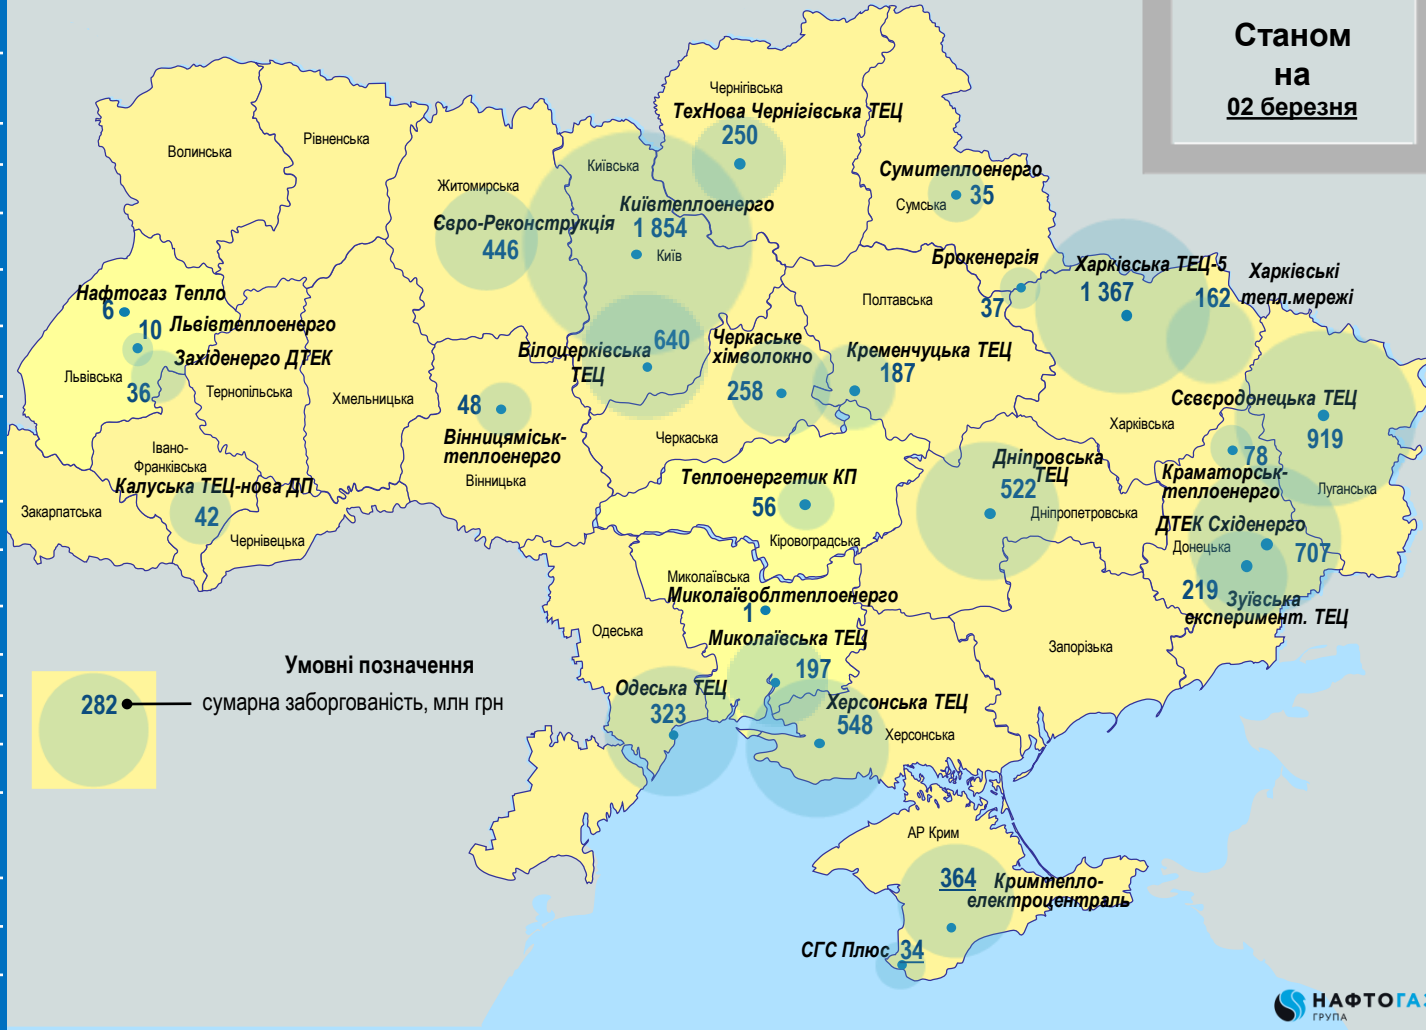 Станом
на
02 березня
Чернігівська
ТехНова Чернігівська ТЕЦ
250
Волинська
Рівненська
Житомирська
Київська
Сумитеплоенерго
35
Сумська
Євро-Реконструкція
446
Київтеплоенерго
1 854
Київ
Брокенергія
37
Харківська ТЕЦ-5
1 367
162
Харківські
тепл.мережі
Полтавська
Нафтогаз Тепло
6
10
Львівтеплоенерго
Західенерго ДТЕК
36
Львівська
Тернопільська
Хмельницька
Білоцерківська
ТЕЦ
640
Черкаське
хімволокно
258
Кременчуцька ТЕЦ
187
48
Вінницяміськ-
теплоенерго
Вінницька
Черкаська
Харківська
Сєвєродонецька ТЕЦ
919
78
Краматорськ-
теплоенерго
Луганська
Івано-
Франківська
Калуська ТЕЦ-нова ДП
42
Закарпатська
Чернівецька
Теплоенергетик КП
56
Кіровоградська
Дніпровська
ТЕЦ
522
Дніпропетровська
ДТЕК Східенерго
707
Донецька
219
Зуївська
експеримент. ТЕЦ
Миколаївська
Миколаївоблтеплоенерго
1
Миколаївська ТЕЦ
197
Одеська
Запорізька
Одеська ТЕЦ
323
Херсонська ТЕЦ
548
Херсонська
Умовні позначення
282
сумарна заборгованість, млн грн
АР Крим
364
Кримтепло-
електроцентраль
СГС Плюс
34
НАФТОГАЗ
ГРУПА